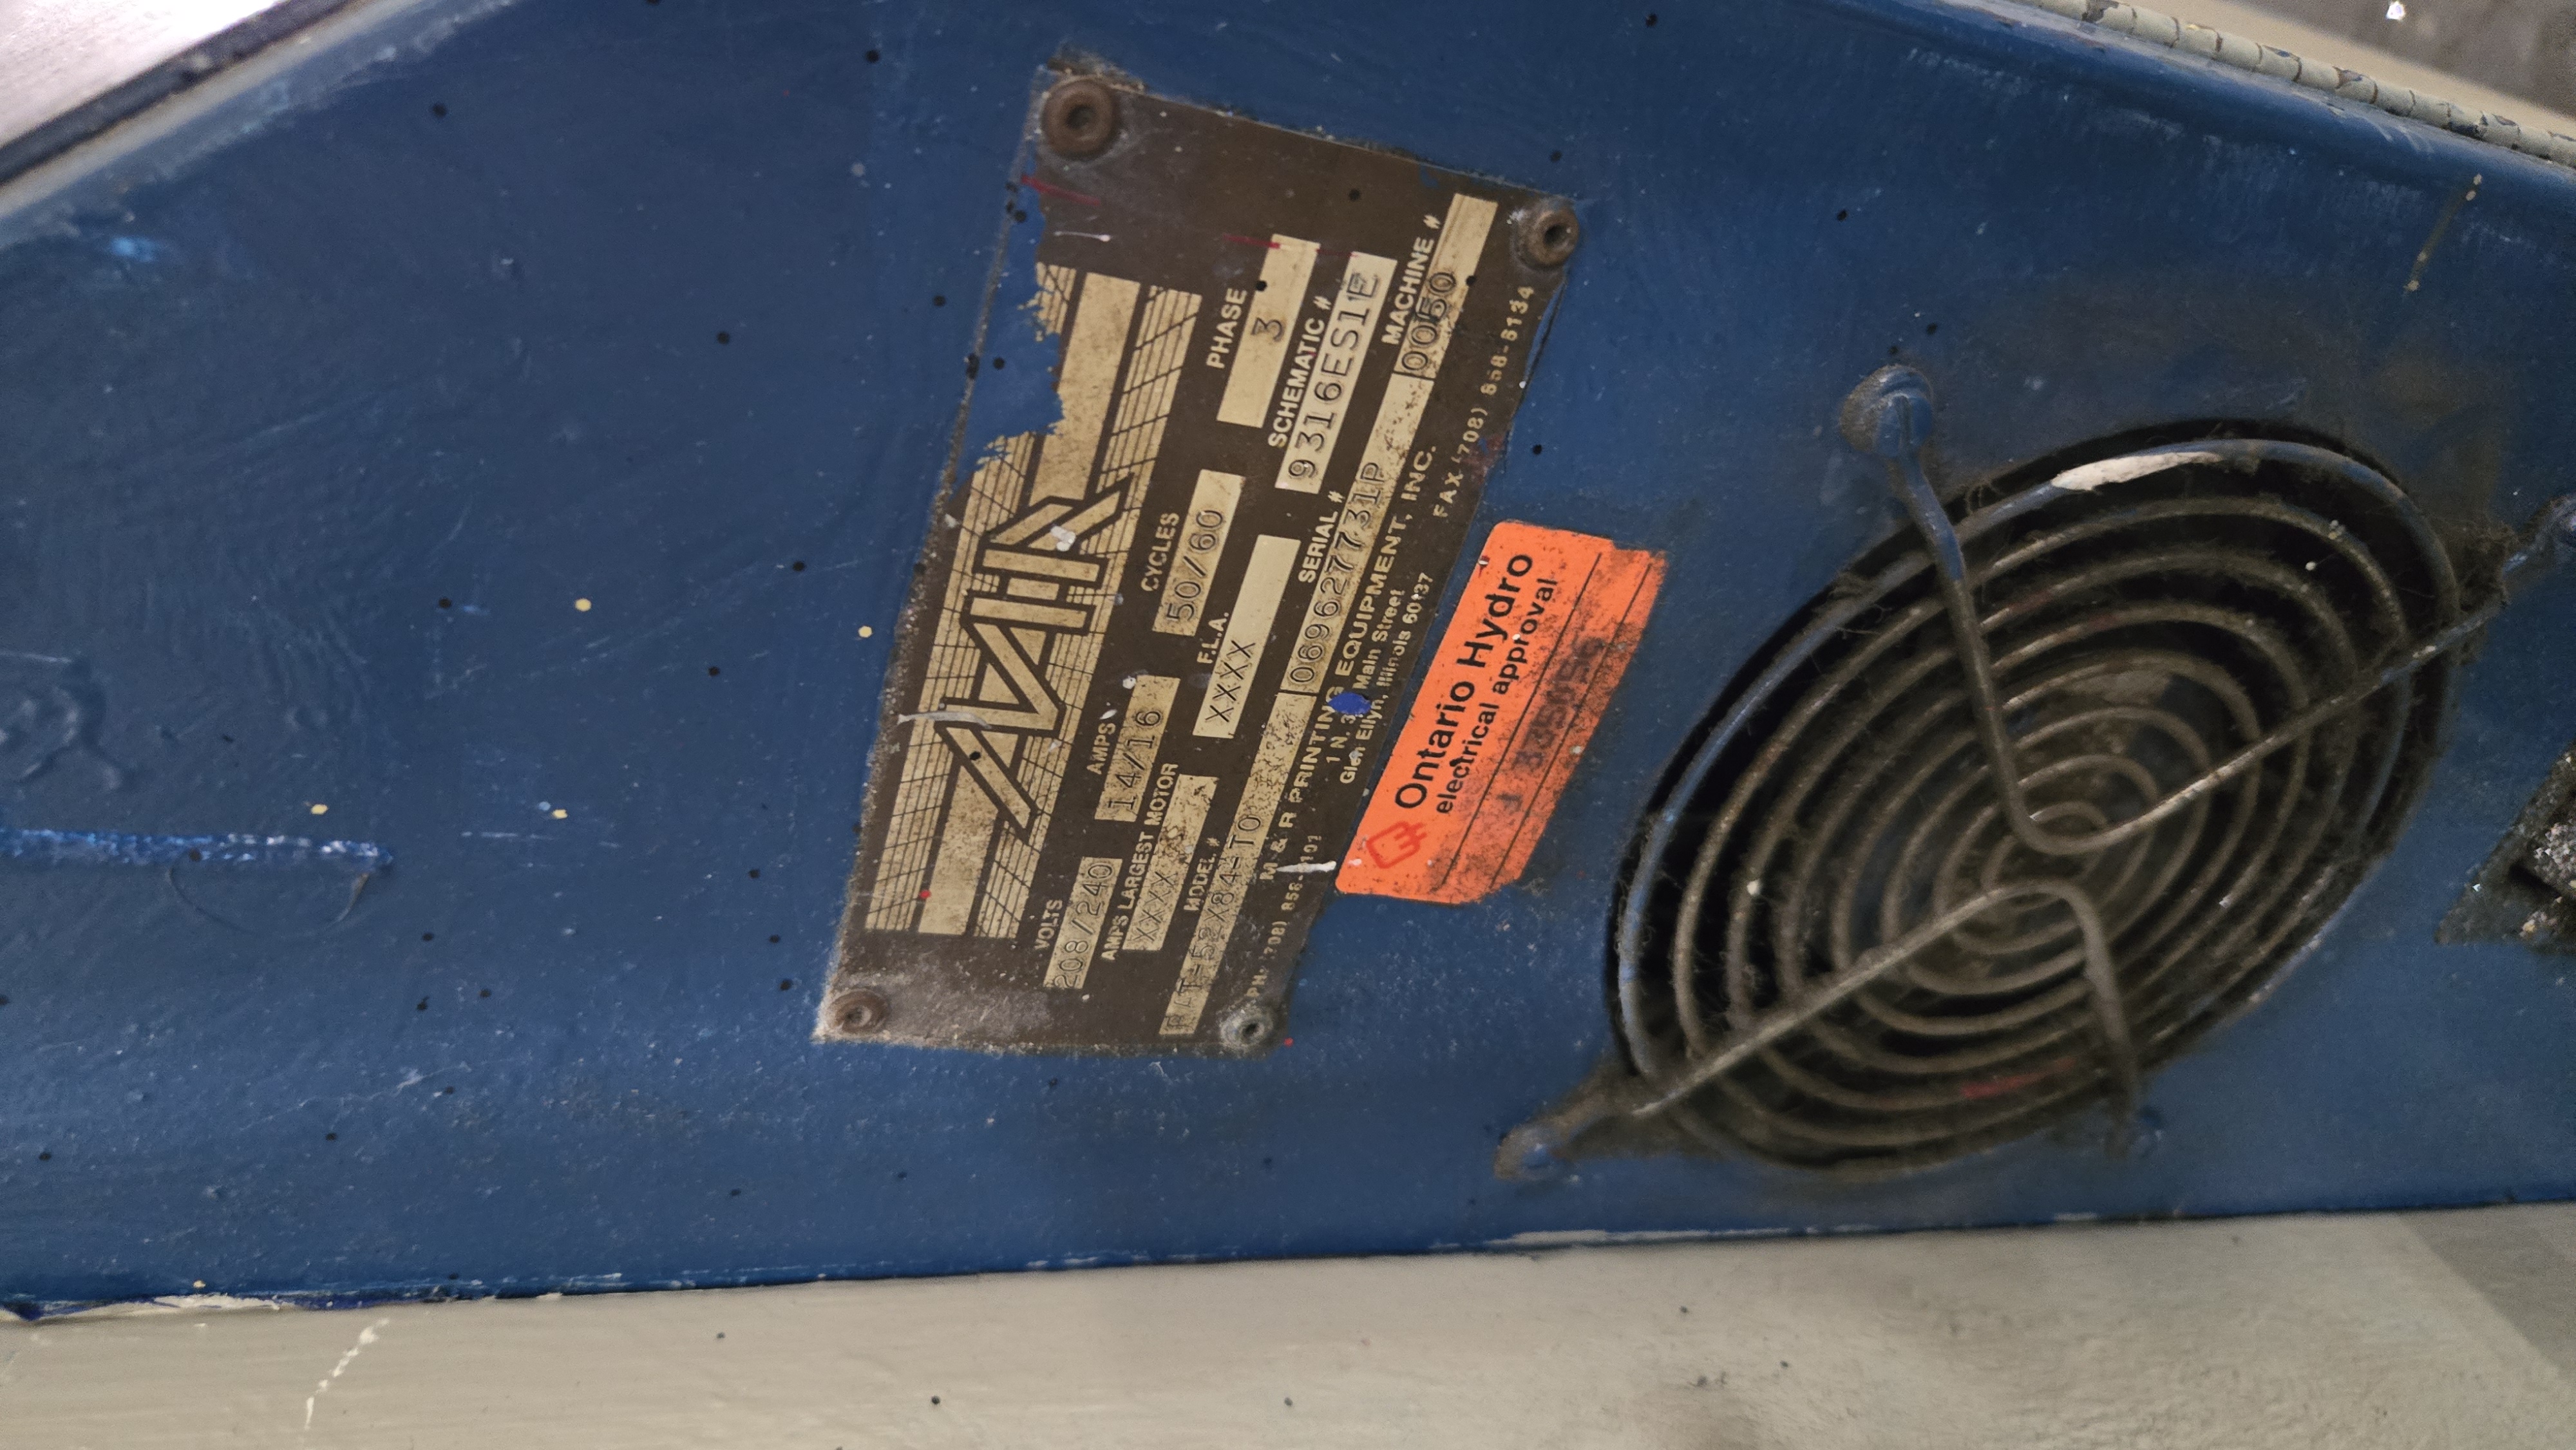 VOLTS AMPS CYCLES PHASE
208/240 14/16 50/60 3
AMPS LARGEST MOTOR F.L.A. SCHEMATIC #
XXXX XXXX 9316ES1E
MODEL # SERIAL # MACHINE #
069627731P 0050
M & R PRINTING EQUIPMENT, INC.
1 N. Main Street
Glen Ellyn, Illinois 60137
FAX (708) 858-6134
Ontario Hydro
electrical approval